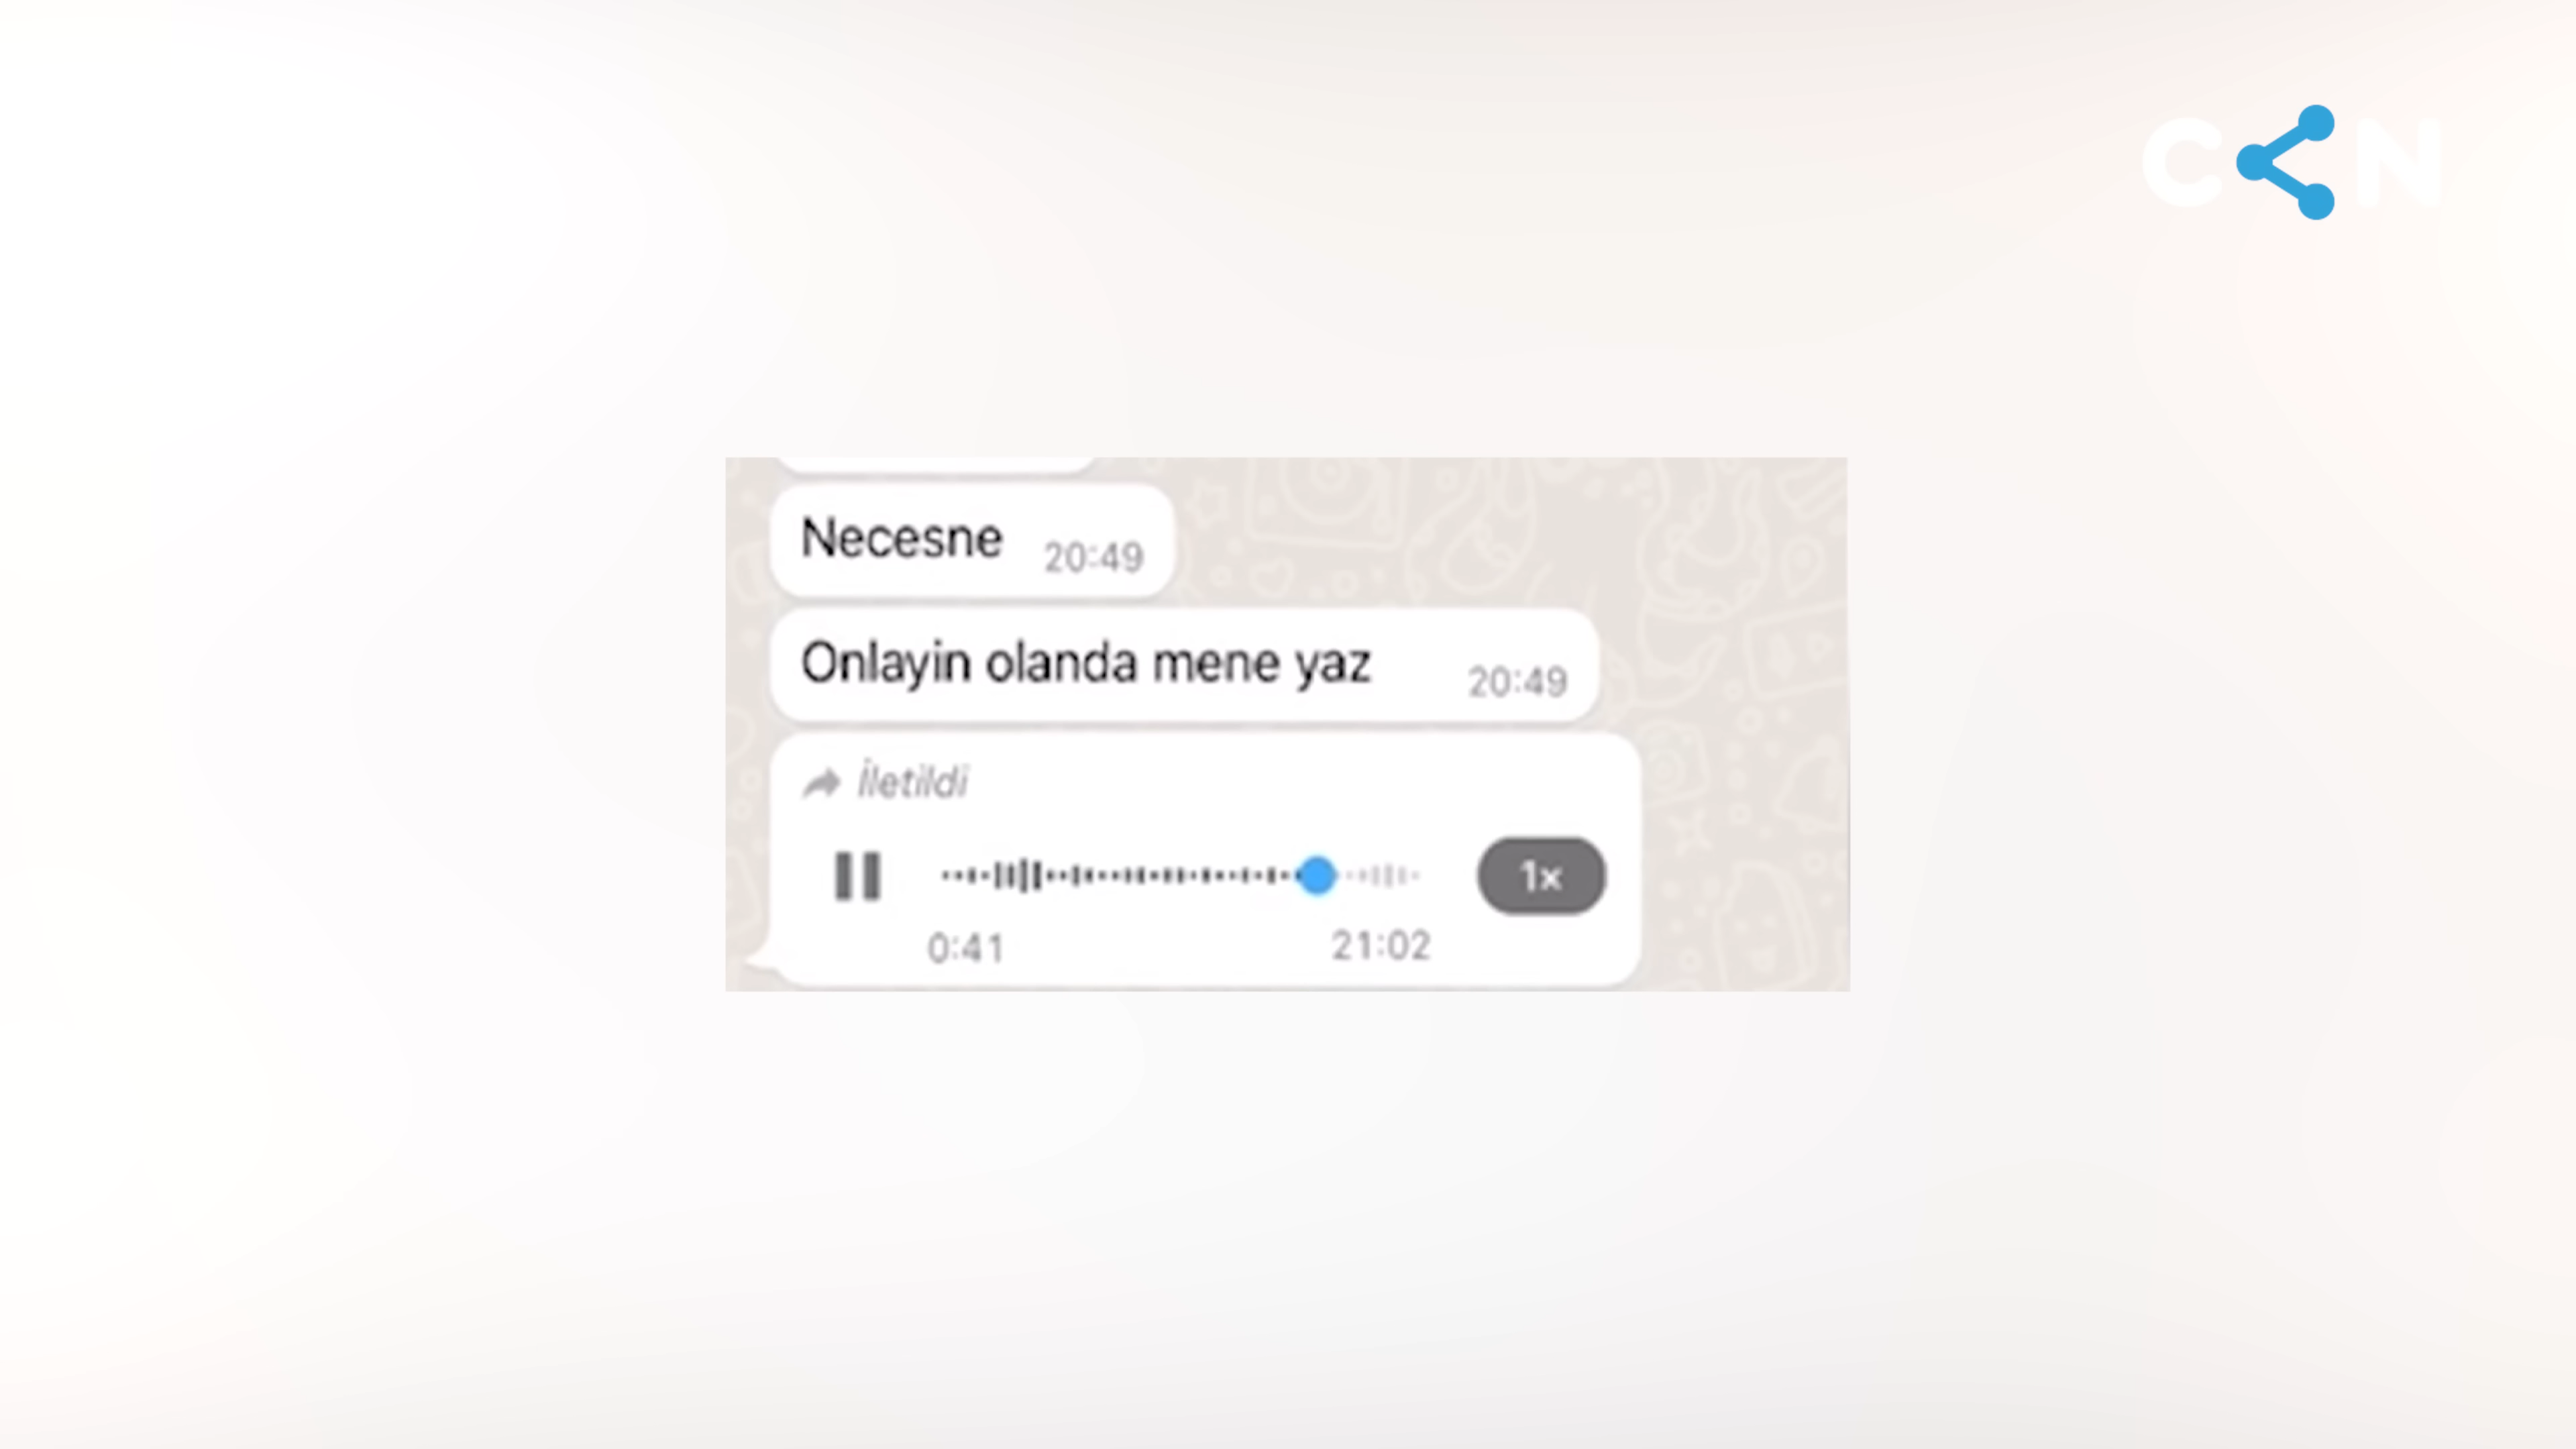 C N
Necesne 20:49
Onlayin olanda mene yaz 20:49
İletildi
1x
0:41 21:02